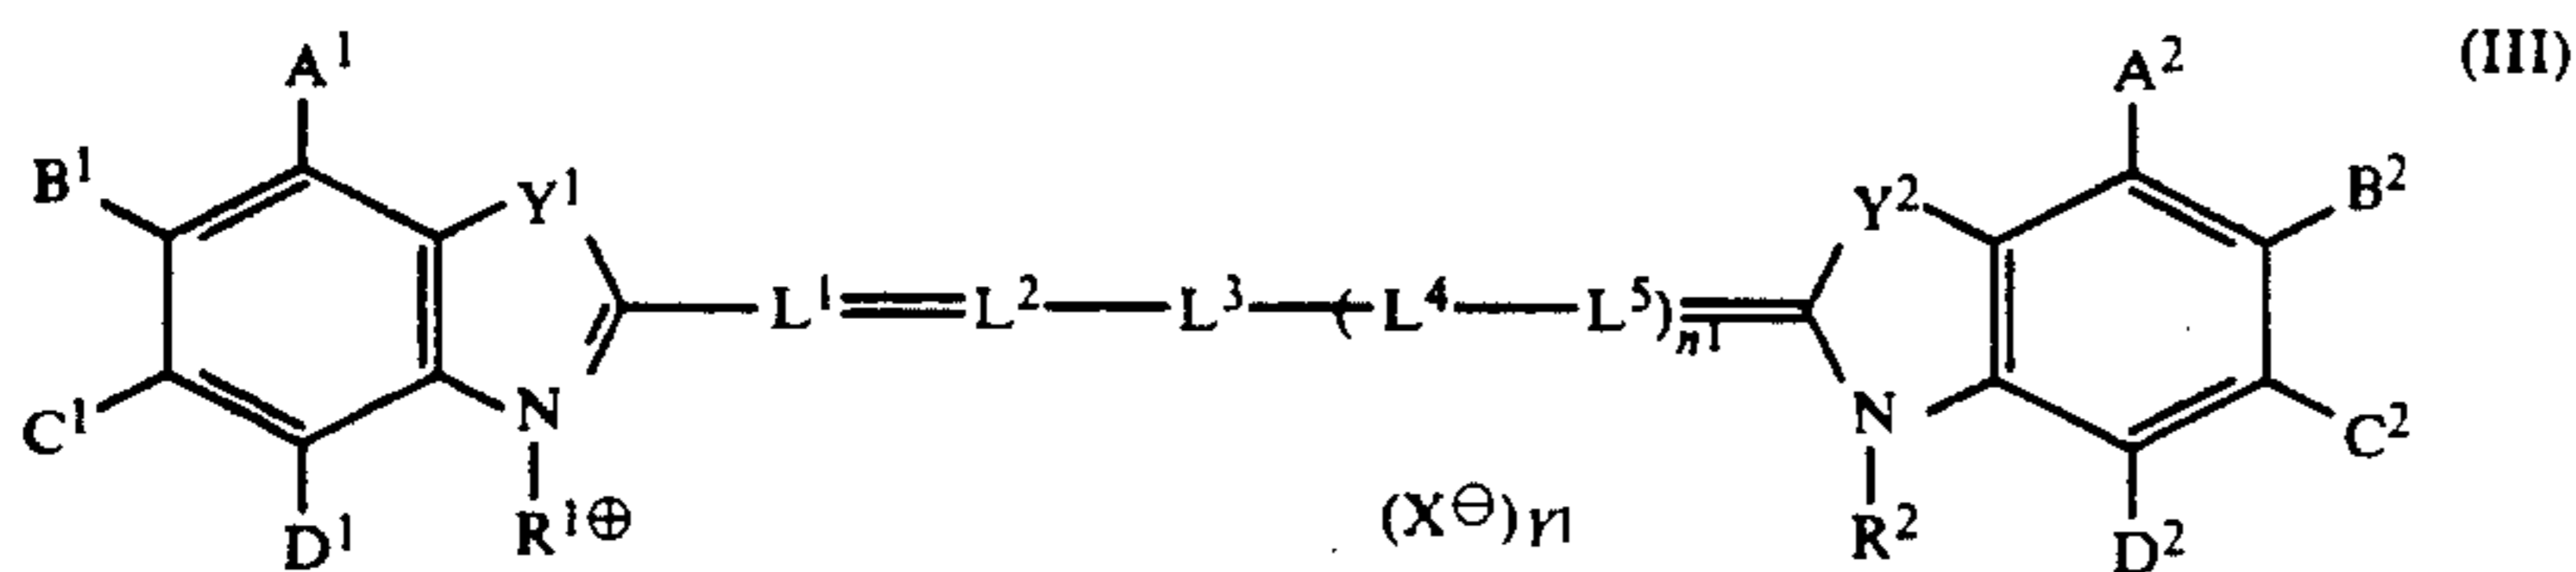 A¹ A² (III)
B¹ Y¹ Y² B²
L¹ L² L³ ( L⁴ L⁵ )n1
C¹ N N C²
D¹ R¹⊕ (X⊖)γ1 R² D²